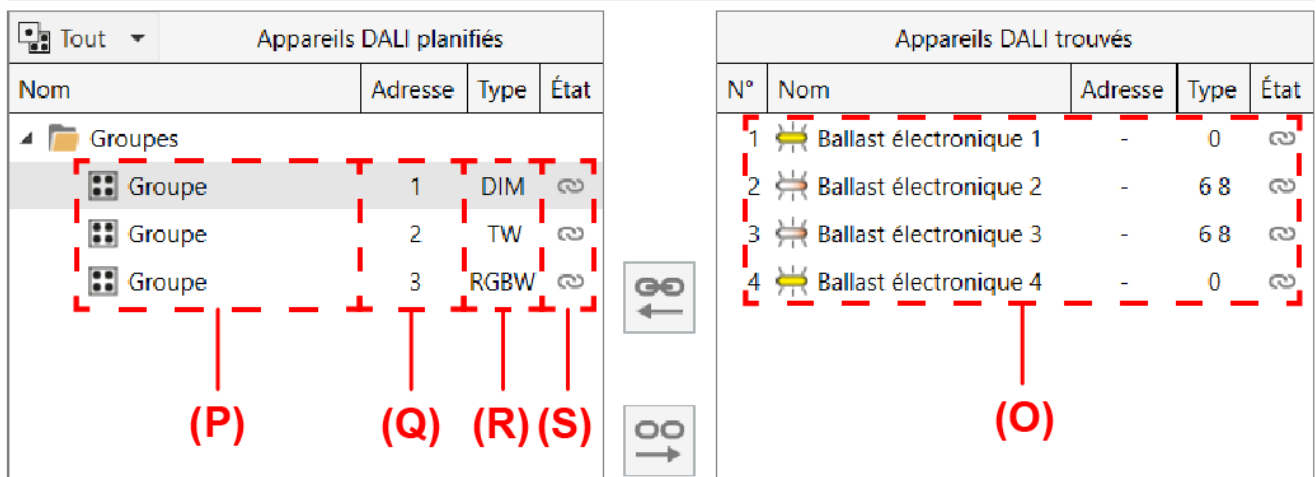 Tout Appareils DALI planifiés
Nom Adresse Type État
Groupes
Groupe 1 DIM
Groupe 2 TW
Groupe 3 RGBW
(P) (Q) (R) (S)
Appareils DALI trouvés
N° Nom Adresse Type État
1 Ballast électronique 1 - 0
2 Ballast électronique 2 - 6 8
3 Ballast électronique 3 - 6 8
4 Ballast électronique 4 - 0
(O)